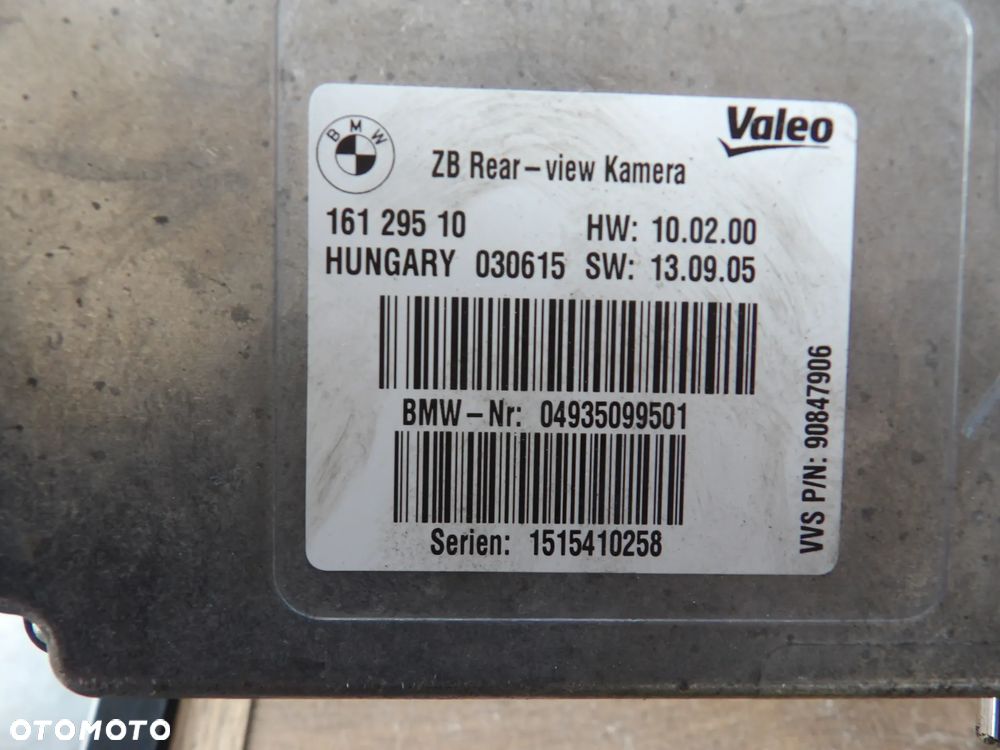 BMW
Valeo
ZB Rear-view Kamera
161 295 10 HW: 10.02.00
HUNGARY 030615 SW: 13.09.05
BMW-Nr: 04935099501
Serien: 1515410258
VVS P/N: 90847906
OTOMOTO